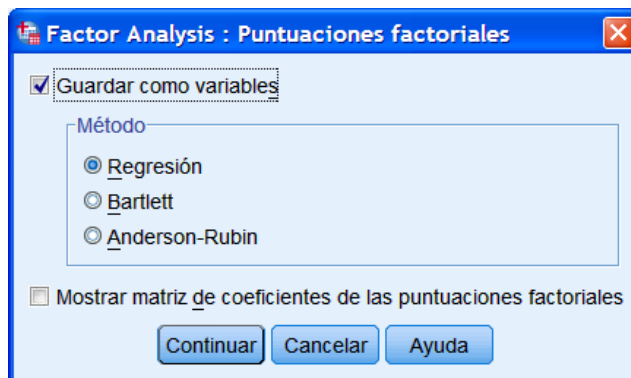 Factor Analysis : Puntuaciones factoriales
Guardar como variables
Método
Regresión
Bartlett
Anderson-Rubin
Mostrar matriz de coeficientes de las puntuaciones factoriales
Continuar Cancelar Ayuda